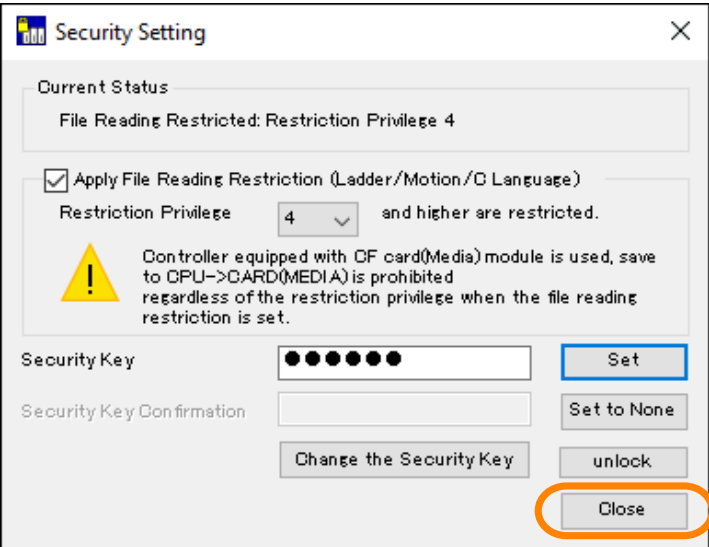 Security Setting
Current Status
File Reading Restricted: Restriction Privilege 4
Apply File Reading Restriction (Ladder/Motion/C Language)
Restriction Privilege 4 and higher are restricted.
Controller equipped with CF card(Media) module is used, save
to CPU->CARD(MEDIA) is prohibited
regardless of the restriction privilege when the file reading
restriction is set.
Security Key ●●●●●● Set
Security Key Confirmation Set to None
Change the Security Key unlock
Close